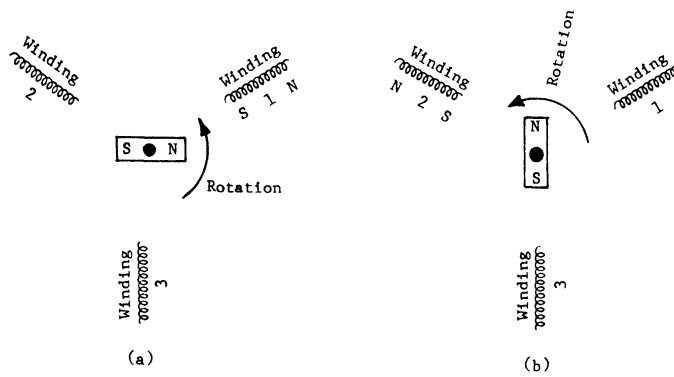 Winding
2
Winding
S 1 N
S N
Rotation
Winding
3
(a)
Winding
N 2 S
Rotation
Winding
1
N
S
Winding
3
(b)